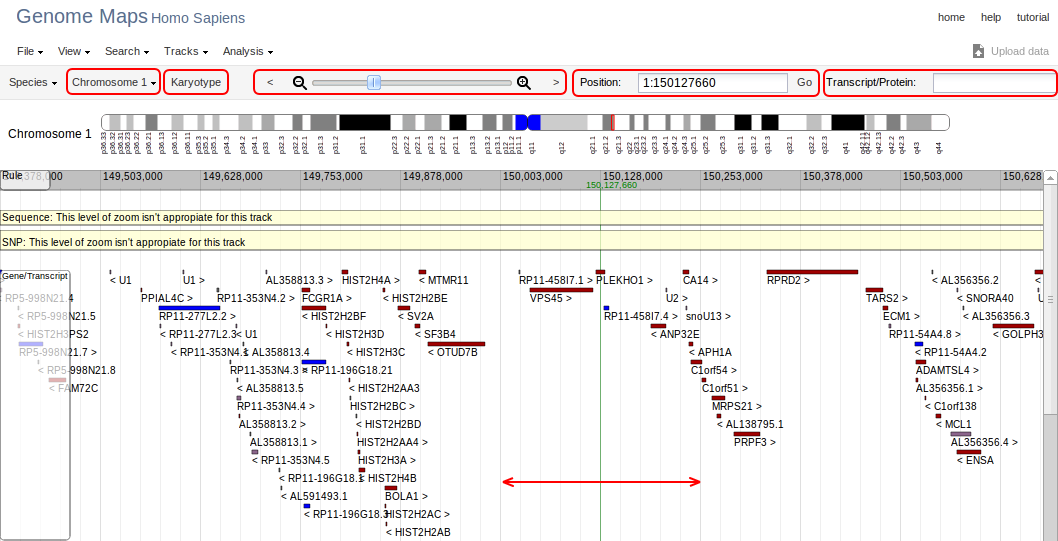 Genome Maps Homo Sapiens home help tutorial
File View Search Tracks Analysis Upload data
Species Chromosome 1 Karyotype < > Position: 1:150127660 Go Transcript/Protein:
Chromosome 1
p36.33 p36.32 p36.31 p36.23 p36.22 p36.21 p36.13 p36.12 p36.11 p35.3 p35.2 p35.1 p34.3 p34.2 p34.1 p33 p32.3 p32.2 p32.1 p31.3 p31.2 p31.1 p22.3 p22.2 p22.1 p21.3 p21.2 p21.1 p13.3 p13.2 p13.1 p12 p11.2 p11.1 q11 q12 q21.1 q21.2 q21.3 q22 q23.1 q23.2 q23.3 q24.1 q24.2 q24.3 q25.1 q25.2 q25.3 q31.1 q31.2 q31.3 q32.1 q32.2 q32.3 q41 q42.11 q42.12 q42.13 q42.2 q42.3 q43 q44
Rule 378,000 149,503,000 149,628,000 149,753,000 149,878,000 150,003,000 150,128,000 150,253,000 150,378,000 150,503,000 150,628
150,127,660
Sequence: This level of zoom isn't appropiate for this track
SNP: This level of zoom isn't appropiate for this track
Gene/Transcript < U1 U1 > AL358813.3 > HIST2H4A > < MTMR11 RP11-458I7.1 > PLEKHO1 > CA14 > RPRD2 > AL356356.2 <
RP5-998N21.4 PPIAL4C > RP11-353N4.2 > FCGR1A > < HIST2H2BE VPS45 > U2 > TARS2 > < SNORA40 U
< RP5-998N21.5 RP11-277L2.2 > < HIST2H2BF < SV2A RP11-458I7.4 > snoU13 > ECM1 > < AL356356.3
< HIST2H3PS2 < RP11-277L2.3 < U1 < HIST2H3D < SF3B4 < ANP32E RP11-54A4.8 > < GOLPH3
RP5-998N21.7 > < RP11-353N4.1 < AL358813.4 < HIST2H3C < OTUD7B < APH1A < RP11-54A4.2
< RP5-998N21.8 RP11-353N4.3 > < RP11-196G18.21 C1orf54 > ADAMTSL4 >
< FAM72C < AL358813.5 < HIST2H2AA3 C1orf51 > AL356356.1 >
RP11-353N4.4 > HIST2H2BC > MRPS21 > < C1orf138
AL358813.2 > < HIST2H2BD < AL138795.1 < MCL1
AL358813.1 > HIST2H2AA4 > PRPF3 > AL356356.4 >
< RP11-353N4.5 HIST2H3A > < ENSA
< RP11-196G18.1 < HIST2H4B
< AL591493.1 BOLA1 >
< RP11-196G18.3 HIST2H2AC >
< HIST2H2AB